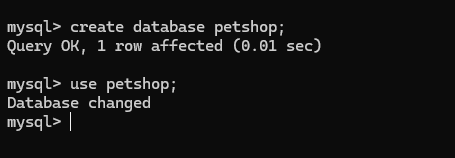 mysql> create database petshop;
Query OK, 1 row affected (0.01 sec)
mysql> use petshop;
Database changed
mysql>